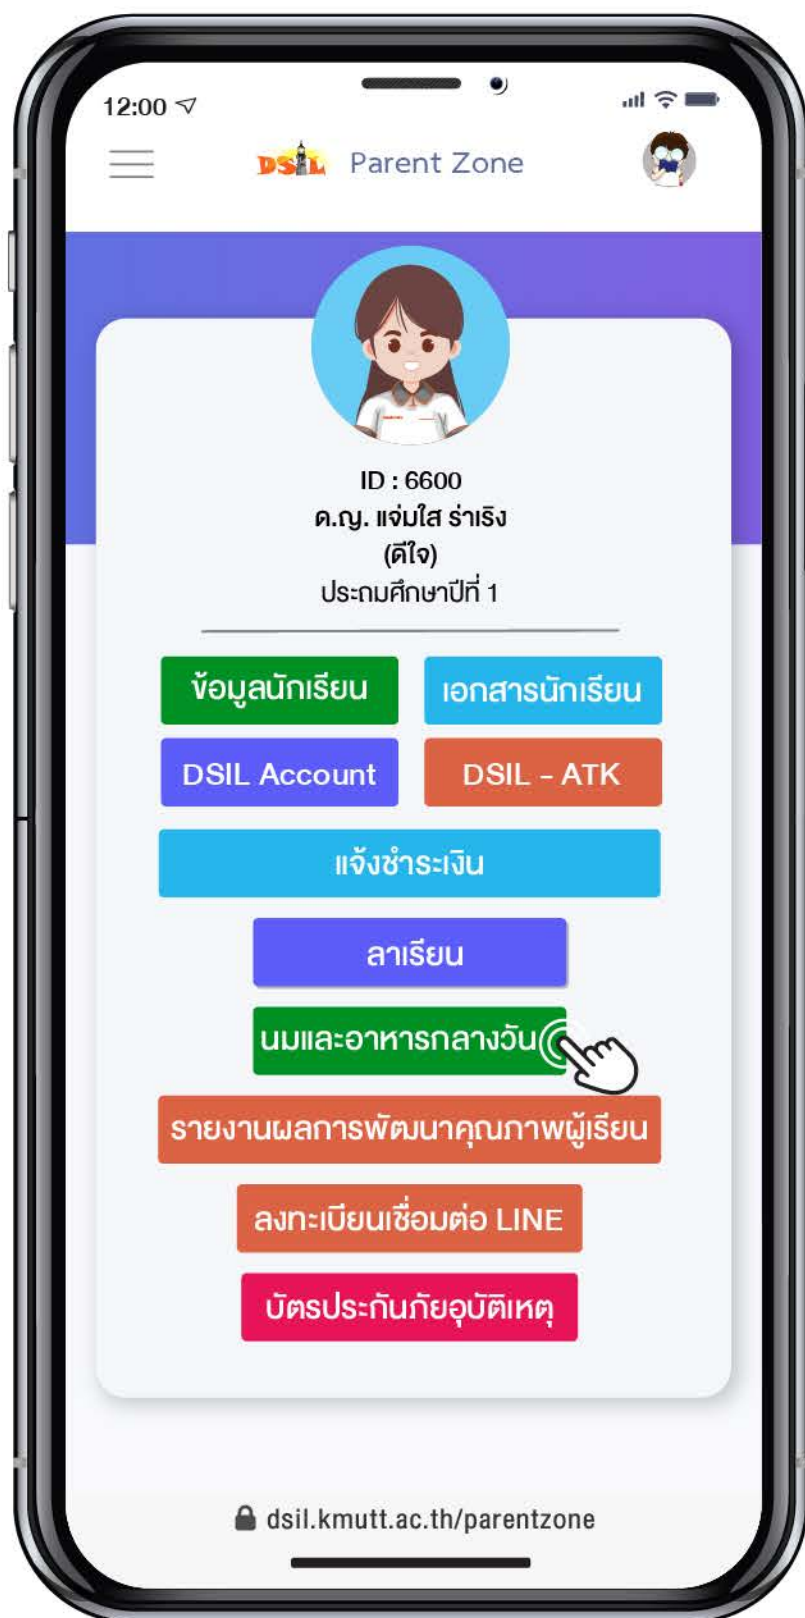 12:00
DSIL Parent Zone
ID : 6600
ด.ญ. แจ่มใส ร่าเริง
(ดีใจ)
ประถมศึกษาปีที่ 1
ข้อมูลนักเรียน เอกสารนักเรียน
DSIL Account DSIL - ATK
แจ้งชำระเงิน
ลาเรียน
นมและอาหารกลางวัน
รายงานผลการพัฒนาคุณภาพผู้เรียน
ลงทะเบียนเชื่อมต่อ LINE
บัตรประกันภัยอุบัติเหตุ
dsil.kmutt.ac.th/parentzone